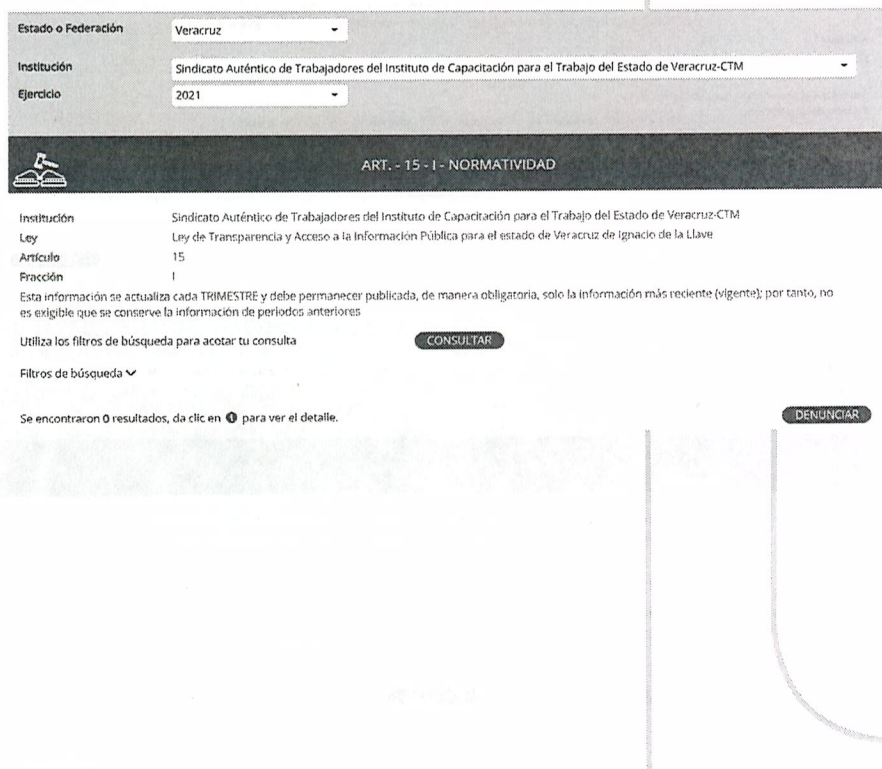 Estado o Federación Veracruz
Institución Sindicato Auténtico de Trabajadores del Instituto de Capacitación para el Trabajo del Estado de Veracruz-CTM
Ejercicio 2021
ART. - 15 - I - NORMATIVIDAD
Institución Sindicato Auténtico de Trabajadores del Instituto de Capacitación para el Trabajo del Estado de Veracruz-CTM
Ley Ley de Transparencia y Acceso a la Información Pública para el estado de Veracruz de Ignacio de la Llave
Artículo 15
Fracción I
Esta información se actualiza cada TRIMESTRE y debe permanecer publicada, de manera obligatoria, solo la información más reciente (vigente); por tanto, no
es exigible que se conserve la información de periodos anteriores
Utiliza los filtros de búsqueda para acotar tu consulta CONSULTAR
Filtros de búsqueda
Se encontraron 0 resultados, da clic en i para ver el detalle. DENUNCIAR